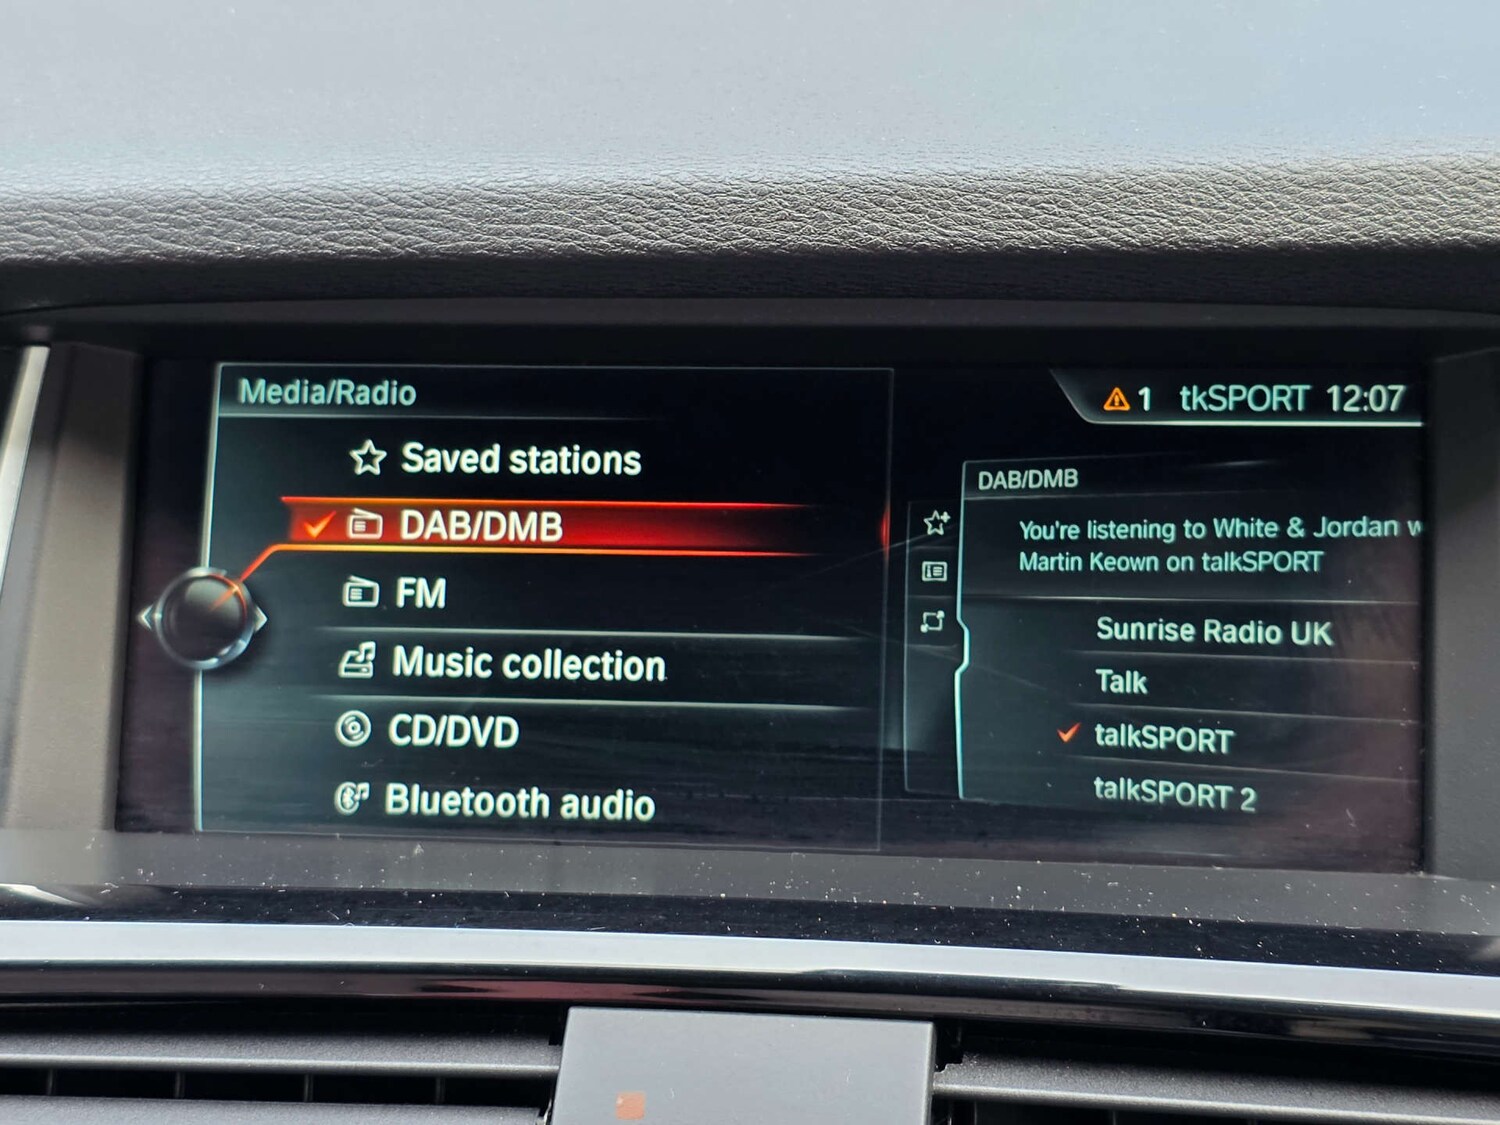 Media/Radio
Saved stations
DAB/DMB
FM
Music collection
CD/DVD
Bluetooth audio
1 tkSPORT 12:07
DAB/DMB
You're listening to White & Jordan w
Martin Keown on talkSPORT
Sunrise Radio UK
Talk
talkSPORT
talkSPORT 2